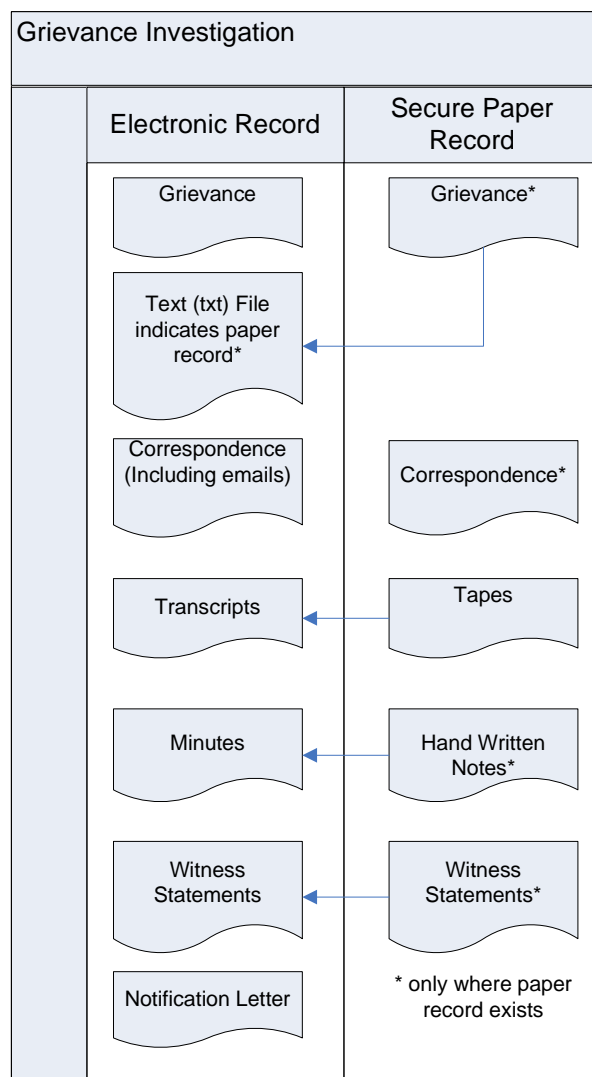 Grievance Investigation
Electronic Record
Secure Paper
Record
Grievance
Grievance*
Text (txt) File
indicates paper
record*
Correspondence
(Including emails)
Correspondence*
Transcripts
Tapes
Minutes
Hand Written
Notes*
Witness
Statements
Witness
Statements*
Notification Letter
* only where paper
record exists